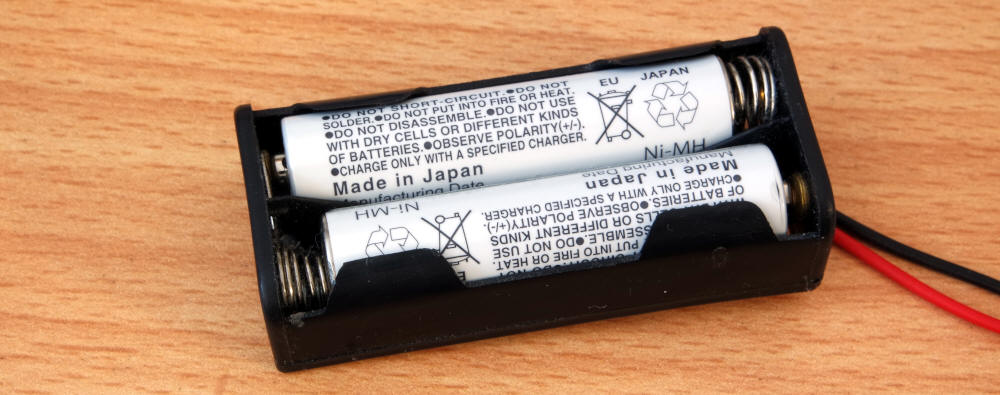 ●DO NOT SHORT-CIRCUIT.●DO NOT
SOLDER.●DO NOT PUT INTO FIRE OR HEAT.
●DO NOT DISASSEMBLE.●DO NOT USE
WITH DRY CELLS OR DIFFERENT KINDS
OF BATTERIES.●OBSERVE POLARITY(+/-).
●CHARGE ONLY WITH A SPECIFIED CHARGER.
Made in Japan
Manufacturing Date
EU JAPAN
Ni-MH
Manufacturing Date
Made in Japan
●CHARGE ONLY WITH A SPECIFIED CHARGER.
OF BATTERIES.●OBSERVE POLARITY(+/-).
LLS OR DIFFERENT KINDS
SSEMBLE.●DO NOT USE
PUT INTO FIRE OR HEAT.
DO NOT
Ni-MH